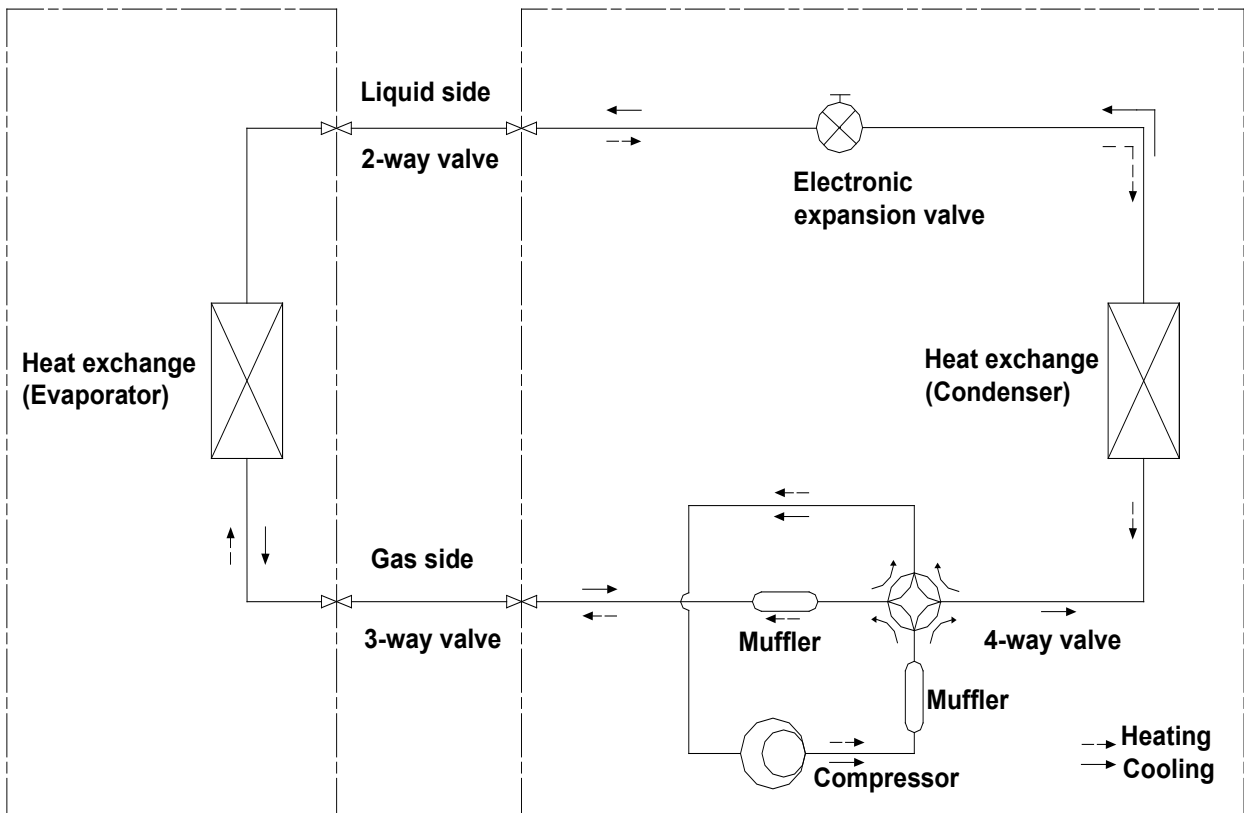 Liquid side
2-way valve
Electronic
expansion valve
Heat exchange
(Evaporator)
Heat exchange
(Condenser)
Gas side
3-way valve
Muffler
4-way valve
Muffler
Compressor
Heating
Cooling